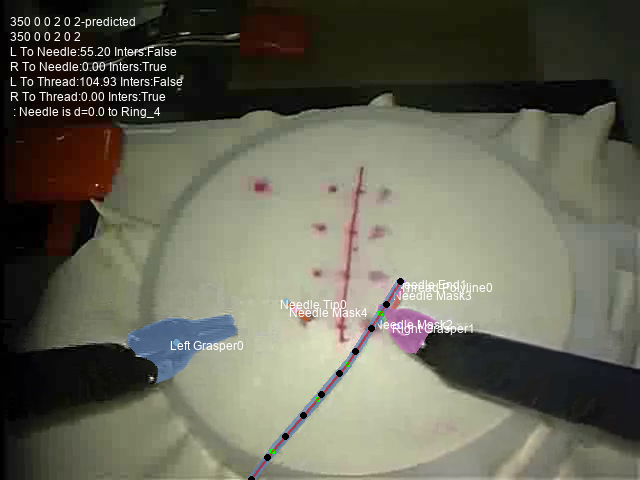 350 0 0 2 0 2-predicted
350 0 0 2 0 2
L To Needle:55.20 Inters:False
R To Needle:0.00 Inters:True
L To Thread:104.93 Inters:False
R To Thread:0.00 Inters:True
: Needle is d=0.0 to Ring_4
Needle End1
Thread Polyline0
Needle Mask3
Needle Tip0
Needle Mask4
Needle Mask2
Right Grasper1
Left Grasper0